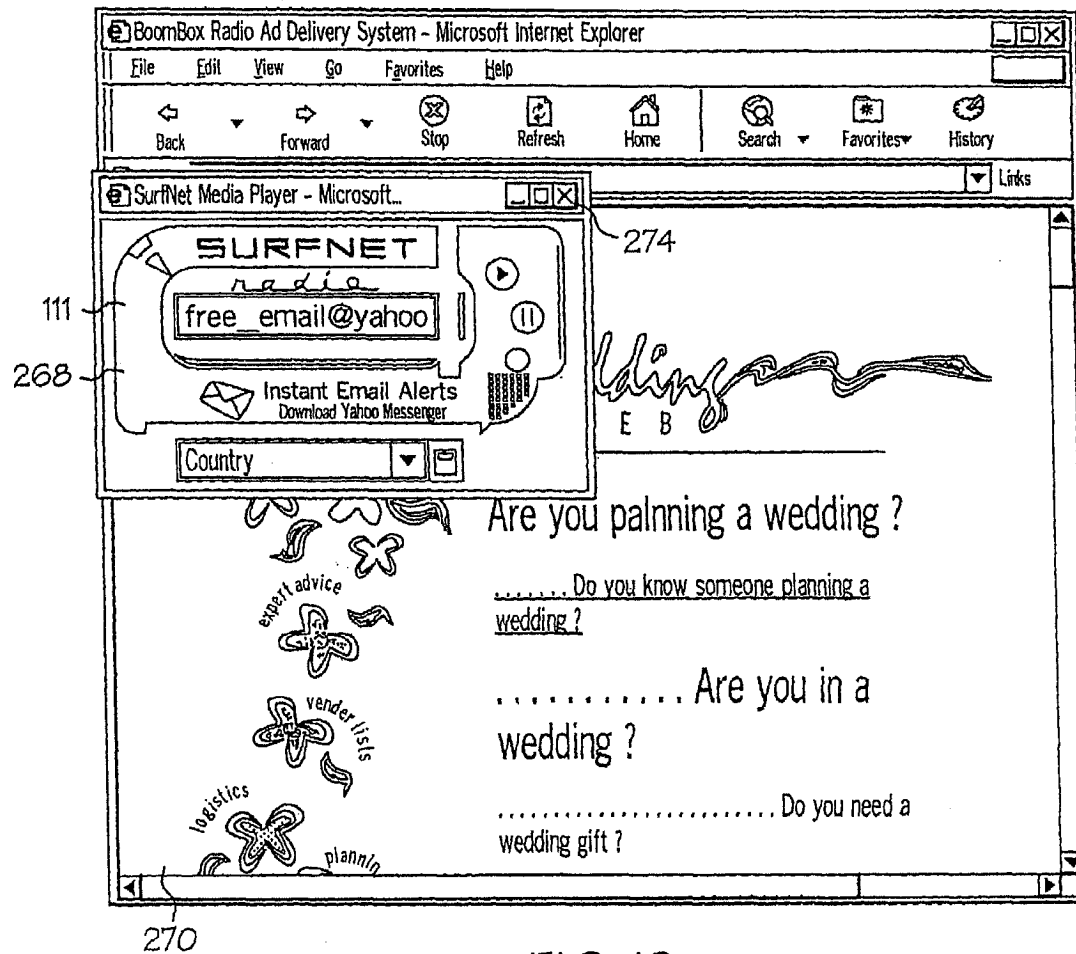 BoomBox Radio Ad Delivery System - Microsoft Internet Explorer
File Edit View Go Favorites Help
Back Forward Stop Refresh Home Search Favorites History
Links
SurfNet Media Player - Microsoft...
274
SURFNET
radio
111
free_email@yahoo
268
Instant Email Alerts
Download Yahoo Messenger
E B
Country
Are you palnning a wedding ?
.......Do you know someone planning a
wedding ?
expert advice
...........Are you in a
wedding ?
vender lists
logistics
.........................Do you need a
wedding gift ?
plannin
270